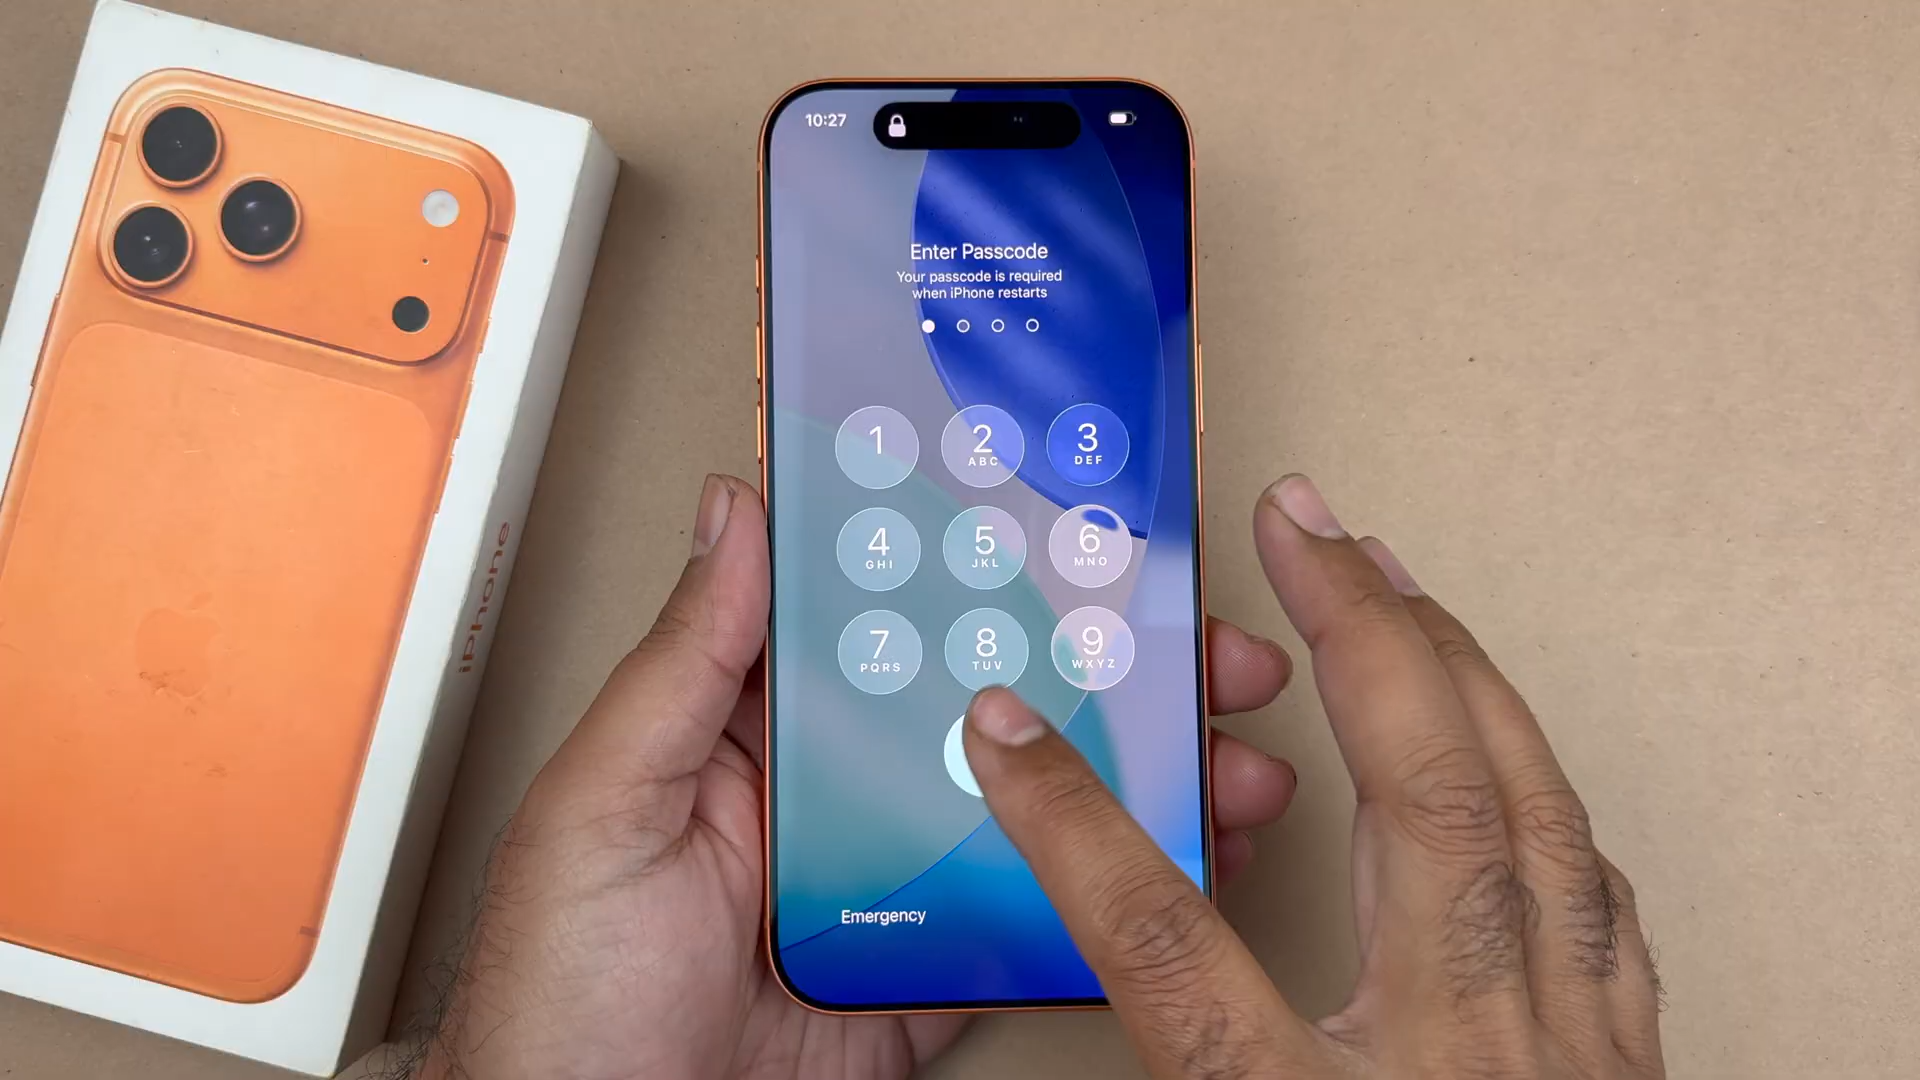 10:27
Enter Passcode
Your passcode is required
when iPhone restarts
1
2
ABC
3
DEF
4
GHI
5
JKL
6
MNO
7
PQRS
8
TUV
9
WXYZ
Emergency
iPhone